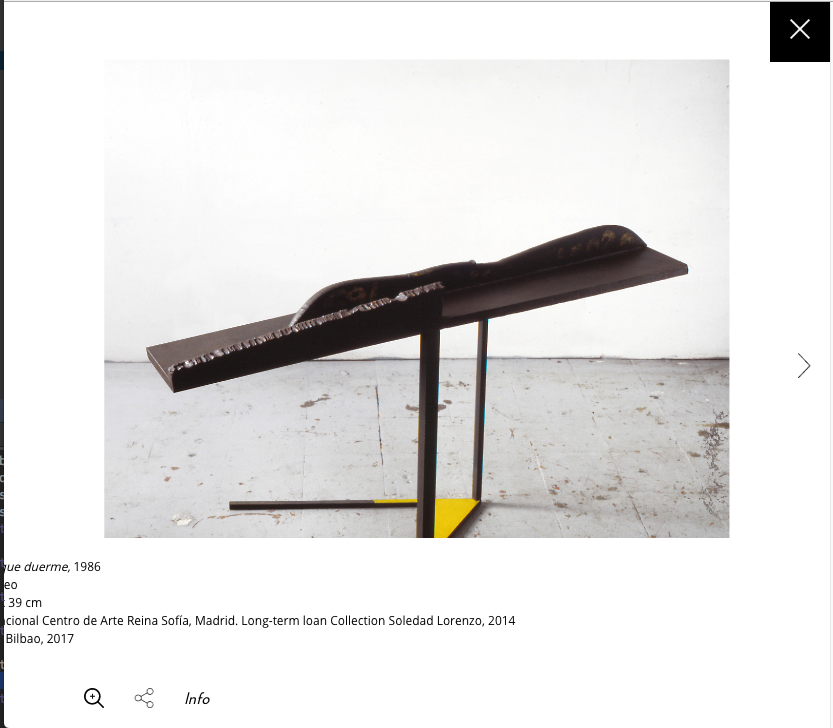 que duerme, 1986
eo
39 cm
acional Centro de Arte Reina Sofía, Madrid. Long-term loan Collection Soledad Lorenzo, 2014
Bilbao, 2017
Info